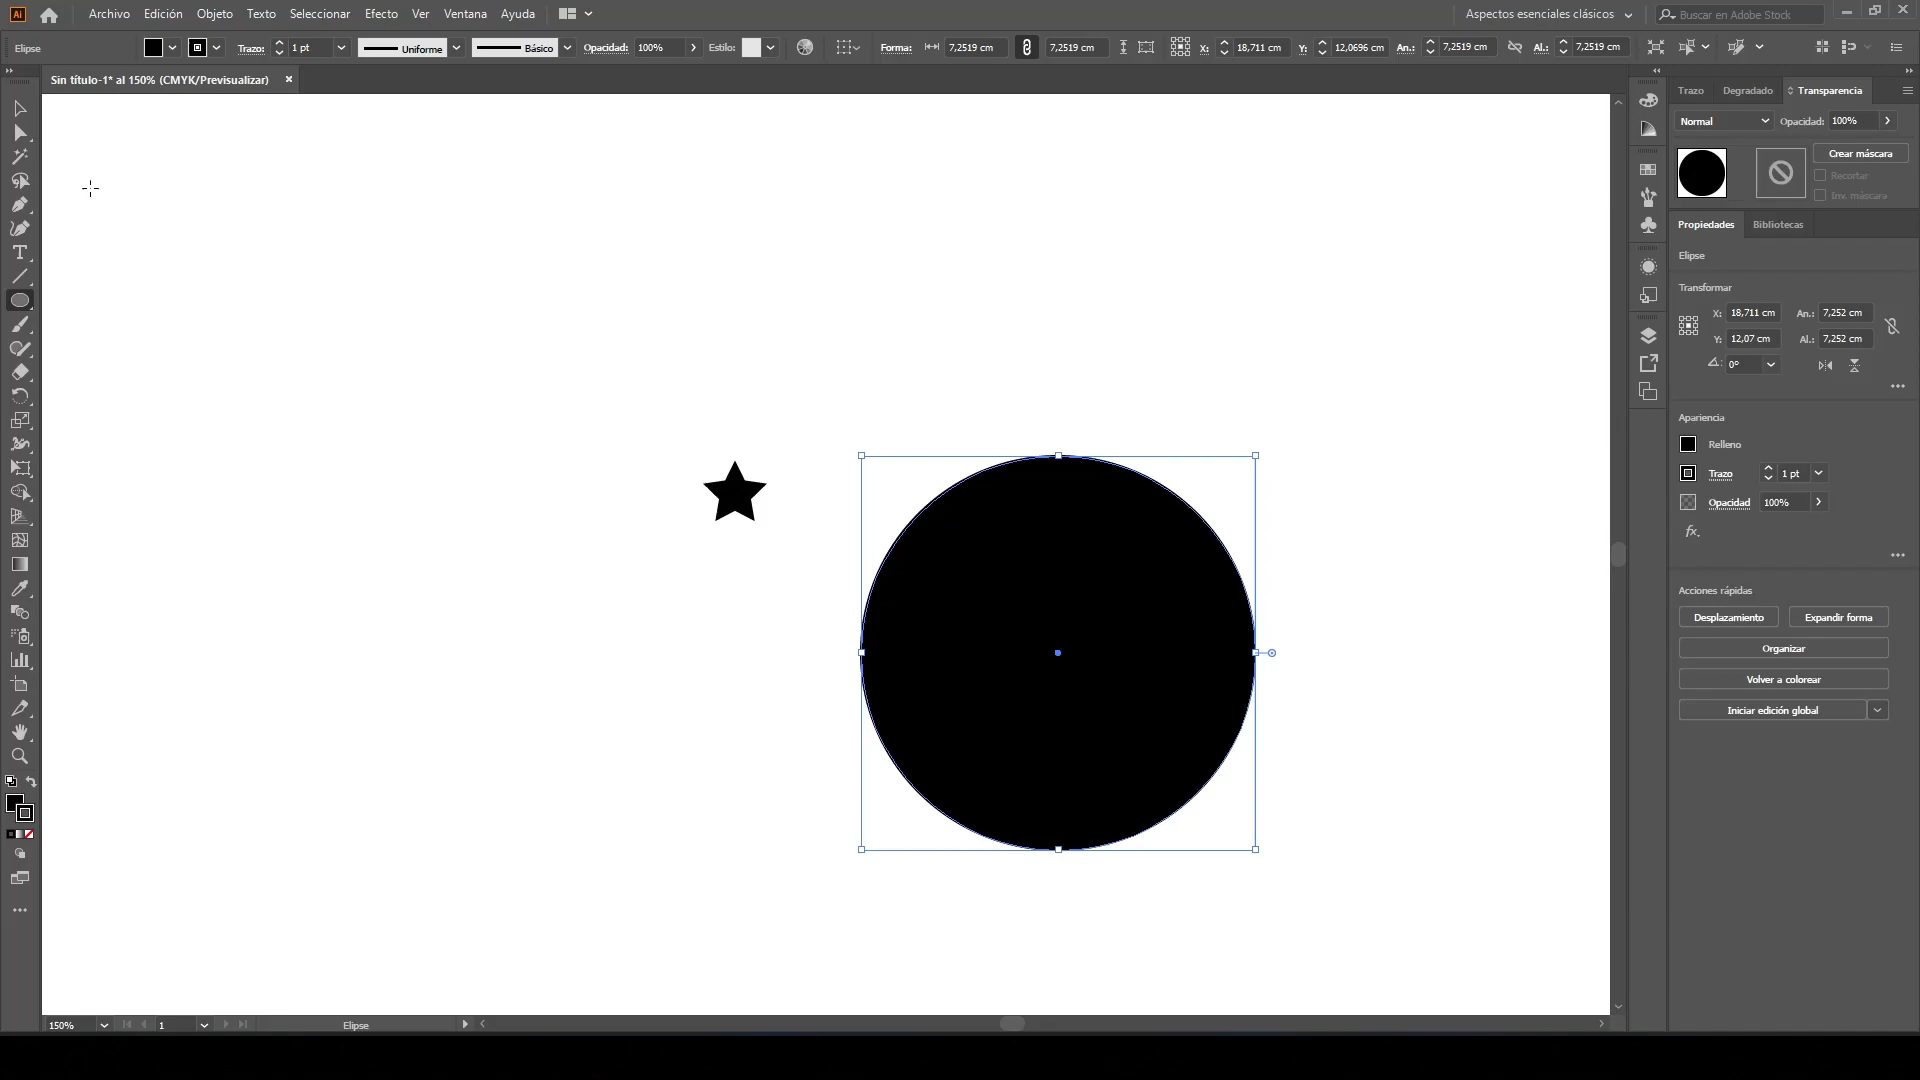 Ai Archivo Edición Objeto Texto Seleccionar Efecto Ver Ventana Ayuda Aspectos esenciales clásicos Buscar en Adobe Stock
Elipse Trazo: 1 pt Uniforme Básico Opacidad: 100% Estilo: Forma: 7,2519 cm 7,2519 cm X: 18,711 cm Y: 12,0696 cm An.: 7,2519 cm Al.: 7,2519 cm
Sin título-1* al 150% (CMYK/Previsualizar)
Trazo Degradado Transparencia
Normal Opacidad: 100%
Crear máscara
Recortar
Inv. máscara
Propiedades Bibliotecas
Elipse
Transformar
X: 18,711 cm An.: 7,252 cm
Y: 12,07 cm Al.: 7,252 cm
0°
Apariencia
Relleno
Trazo 1 pt
Opacidad 100%
fx.
Acciones rápidas
Desplazamiento Expandir forma
Organizar
Volver a colorear
Iniciar edición global
150% 1 Elipse